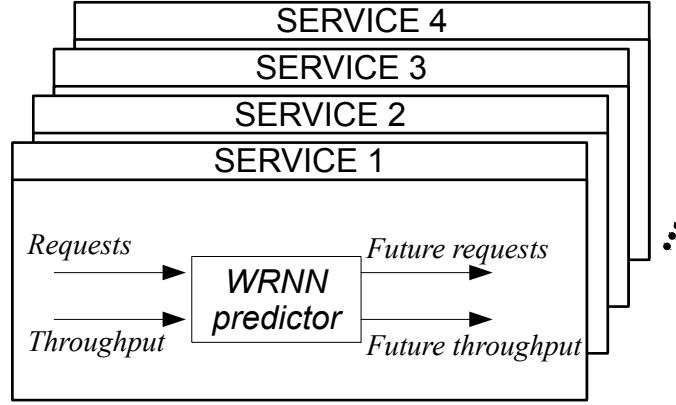 SERVICE 4
SERVICE 3
SERVICE 2
SERVICE 1
Requests
Future requests
WRNN
predictor
Throughput
Future throughput